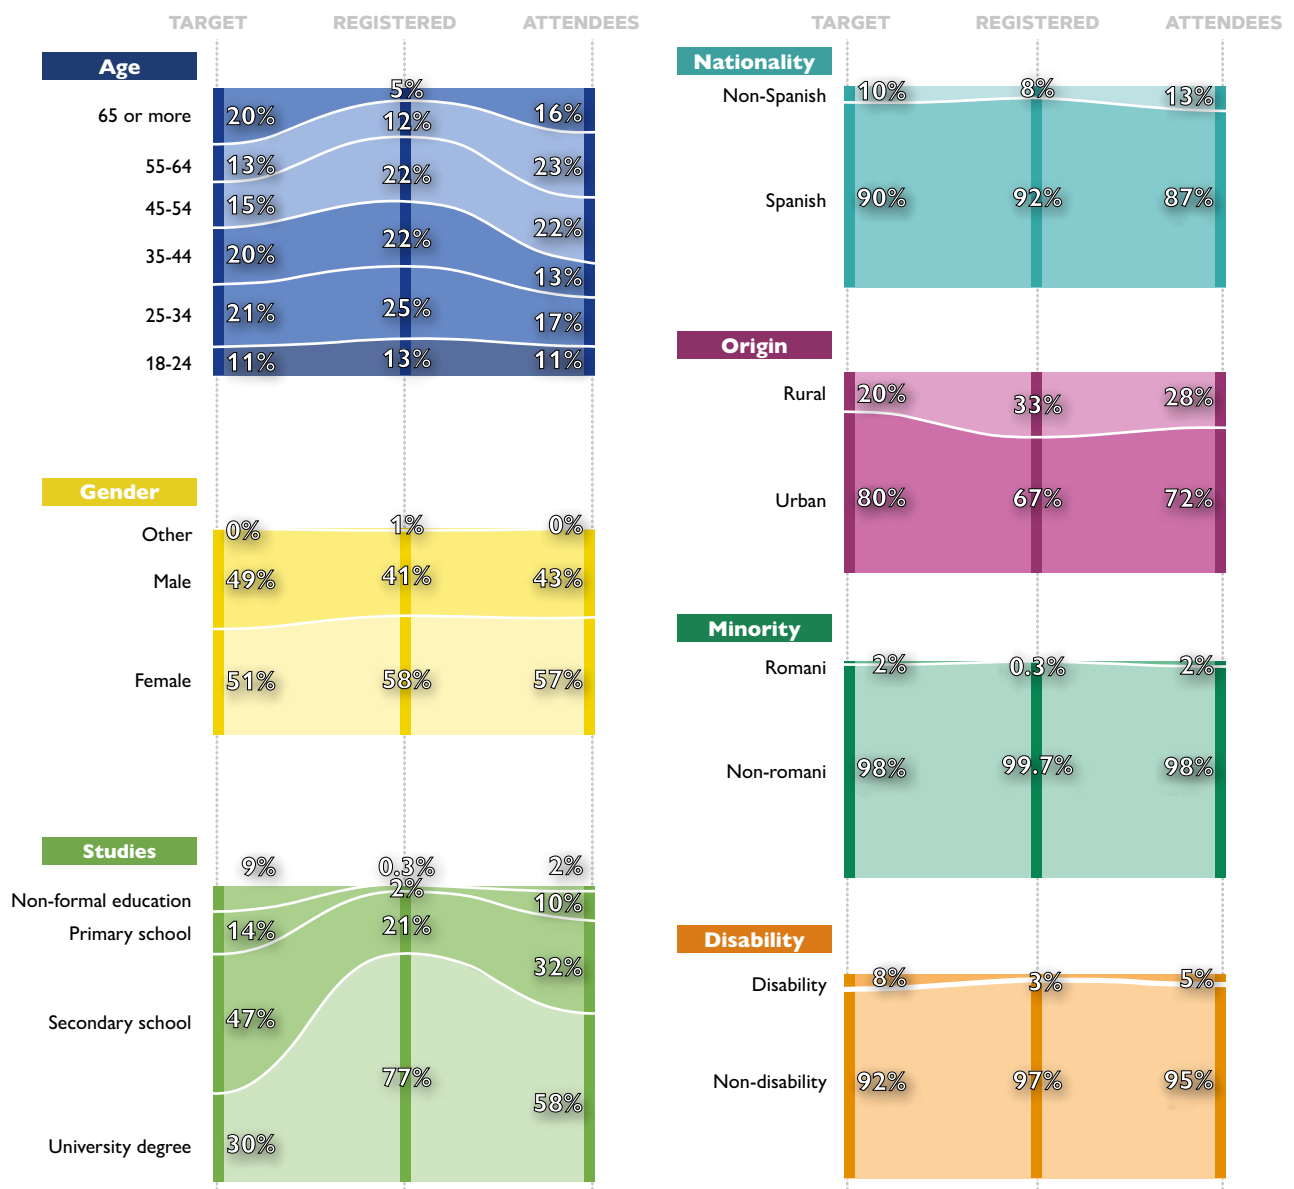 TARGET REGISTERED ATTENDEES
Age
5%
65 or more 20% 12% 16%
55-64 13% 22% 23%
45-54 15% 22%
35-44 20% 22% 13%
25-34 21% 25% 17%
18-24 11% 13% 11%
Gender
Other 0% 1% 0%
Male 49% 41% 43%
Female 51% 58% 57%
Studies
9% 0.3% 2%
Non-formal education 2% 10%
Primary school 14% 21%
32%
Secondary school 47%
77%
58%
University degree 30%
TARGET REGISTERED ATTENDEES
Nationality
Non-Spanish 10% 8% 13%
Spanish 90% 92% 87%
Origin
Rural 20% 33% 28%
Urban 80% 67% 72%
Minority
Romani 2% 0.3% 2%
Non-romani 98% 99.7% 98%
Disability
Disability 8% 3% 5%
Non-disability 92% 97% 95%